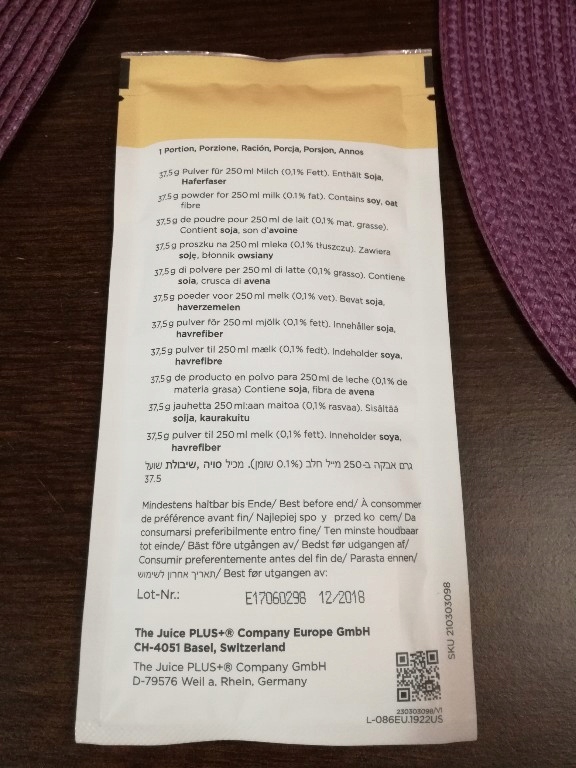 1 Portion, Porzione, Ración, Porcja, Porsjon, Annos
37,5 g Pulver für 250 ml Milch (0,1% Fett). Enthält Soja,
Haferfaser
37.5 g powder for 250 ml milk (0.1% fat). Contains soy, oat
fibre
37,5 g de poudre pour 250 ml de lait (0,1% mat. grasse).
Contient soja, son d'avoine
37,5 g proszku na 250 ml mleka (0,1% tłuszczu). Zawiera
soję, błonnik owsiany
37,5 g di polvere per 250 ml di latte (0,1% grasso). Contiene
soia, crusca di avena
37,5 g poeder voor 250 ml melk (0,1% vet). Bevat soja,
haverzemelen
37,5 g pulver för 250 ml mjölk (0,1% fett). Innehåller soja,
havrefiber
37,5 g pulver til 250 ml mælk (0,1% fedt). Indeholder soya,
havrefibre
37,5 g de producto en polvo para 250 ml de leche (0,1% de
materia grasa) Contiene soja, fibra de avena
37,5 g jauhetta 250 ml:aan maitoa (0,1% rasvaa). Sisältää
soija, kaurakuitu
37,5 g pulver til 250 ml melk (0,1% fett). Inneholder soya,
havrefiber
גרם אבקה ב-250 מי״ל חלב (0.1% שומן). מכיל סויה, שיבולת שועל
37.5
Mindestens haltbar bis Ende/ Best before end/ À consommer
de préférence avant fin/ Najlepiej spo y przed ko cem/ Da
consumarsi preferibilmente entro fine/ Ten minste houdbaar
tot einde/ Bäst före utgången av/ Bedst før udgangen af/
Consumir preferentemente antes del fin de/ Parasta ennen/
תאריך אחרון לשימוש/ Best før utgangen av:
Lot-Nr.: E17060298 12/2018
The Juice PLUS+® Company Europe GmbH
CH-4051 Basel, Switzerland
The Juice PLUS+® Company GmbH
D-79576 Weil a. Rhein, Germany
SKU 210303098
230303098/V1
L-086EU.1922US